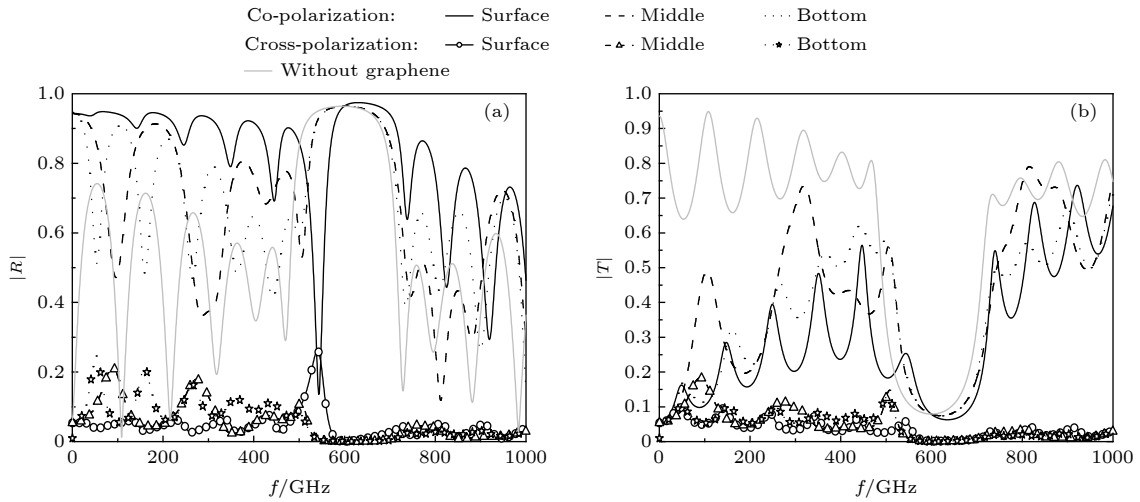 Co-polarization: Surface Middle Bottom
Cross-polarization: Surface Middle Bottom
Without graphene
(a)
1.0
0.8
0.6
0.4
0.2
0
|R|
0 200 400 600 800 1000
f/GHz
(b)
1.0
0.9
0.8
0.7
0.6
0.5
0.4
0.3
0.2
0.1
0
|T|
0 200 400 600 800 1000
f/GHz